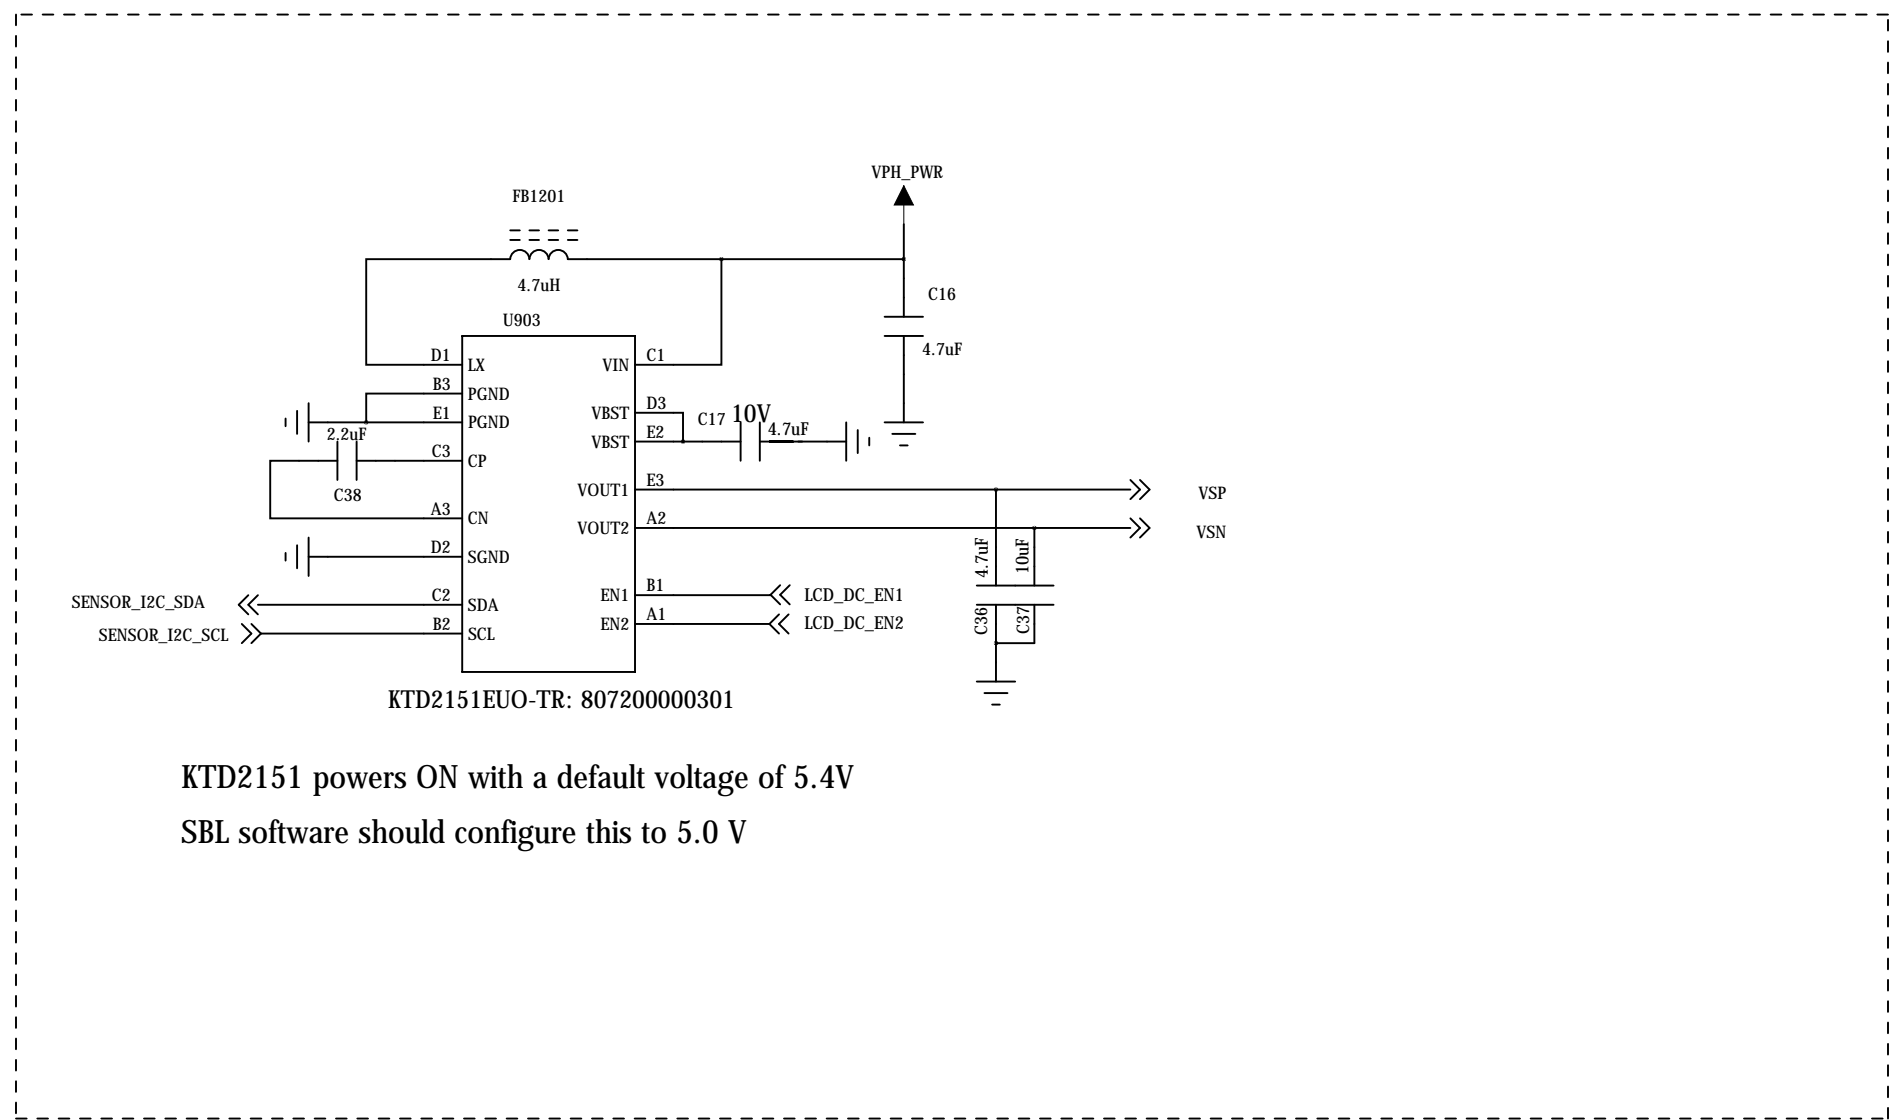 VPH_PWR
FB1201
4.7uH
C16
4.7uF
U903
D1 LX
VIN C1
B3 PGND
E1 PGND
VBST D3
VBST E2
C17 10V
4.7uF
2.2uF
C38
C3 CP
A3 CN
VOUT1 E3
VSP
VOUT2 A2
VSN
D2 SGND
4.7uF
10uF
C36
C37
SENSOR_I2C_SDA
C2 SDA
SENSOR_I2C_SCL
B2 SCL
EN1 B1
LCD_DC_EN1
EN2 A1
LCD_DC_EN2
KTD2151EUO-TR: 807200000301
KTD2151 powers ON with a default voltage of 5.4V
SBL software should configure this to 5.0 V